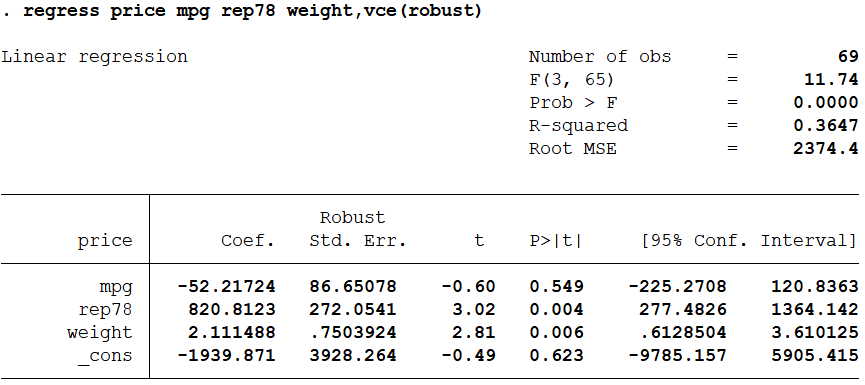 . regress price mpg rep78 weight,vce(robust)
Linear regression Number of obs = 69
F(3, 65) = 11.74
Prob > F = 0.0000
R-squared = 0.3647
Root MSE = 2374.4
Robust
price Coef. Std. Err. t P>|t| [95% Conf. Interval]
mpg -52.21724 86.65078 -0.60 0.549 -225.2708 120.8363
rep78 820.8123 272.0541 3.02 0.004 277.4826 1364.142
weight 2.111488 .7503924 2.81 0.006 .6128504 3.610125
_cons -1939.871 3928.264 -0.49 0.623 -9785.157 5905.415